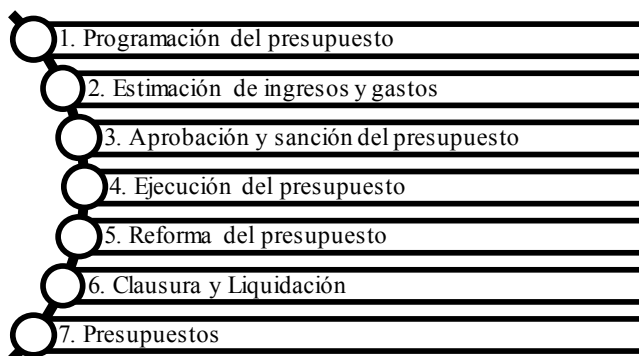 1. Programación del presupuesto
2. Estimación de ingresos y gastos
3. Aprobación y sanción del presupuesto
4. Ejecución del presupuesto
5. Reforma del presupuesto
6. Clausura y Liquidación
7. Presupuestos